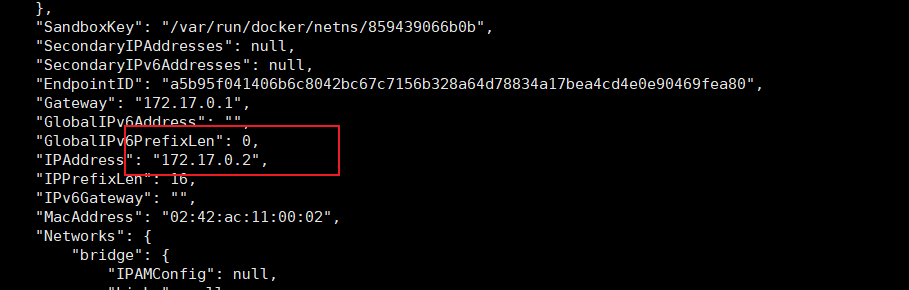 },
"SandboxKey": "/var/run/docker/netns/859439066b0b",
"SecondaryIPAddresses": null,
"SecondaryIPv6Addresses": null,
"EndpointID": "a5b95f041406b6c8042bc67c7156b328a64d78834a17bea4cd4e0e90469fea80",
"Gateway": "172.17.0.1",
"GlobalIPv6Address": "",
"GlobalIPv6PrefixLen": 0,
"IPAddress": "172.17.0.2",
"IPPrefixLen": 16,
"IPv6Gateway": "",
"MacAddress": "02:42:ac:11:00:02",
"Networks": {
"bridge": {
"IPAMConfig": null,